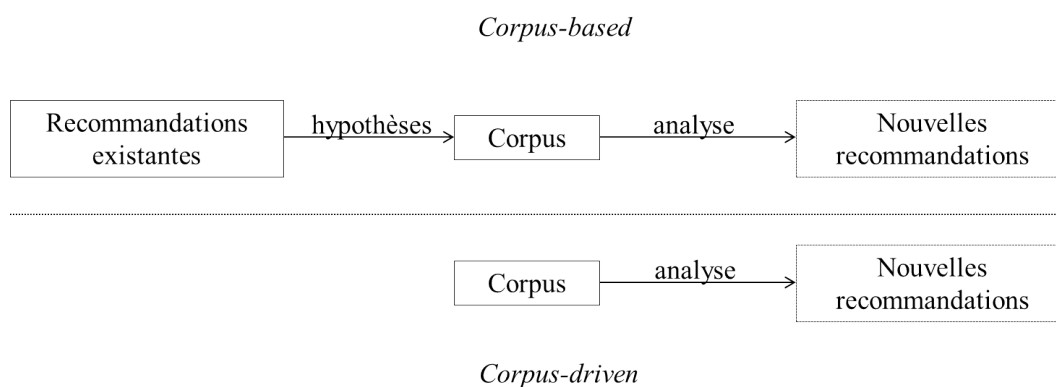 Corpus-based
Recommandations
existantes
hypothèses
Corpus
analyse
Nouvelles
recommandations
Corpus
analyse
Nouvelles
recommandations
Corpus-driven